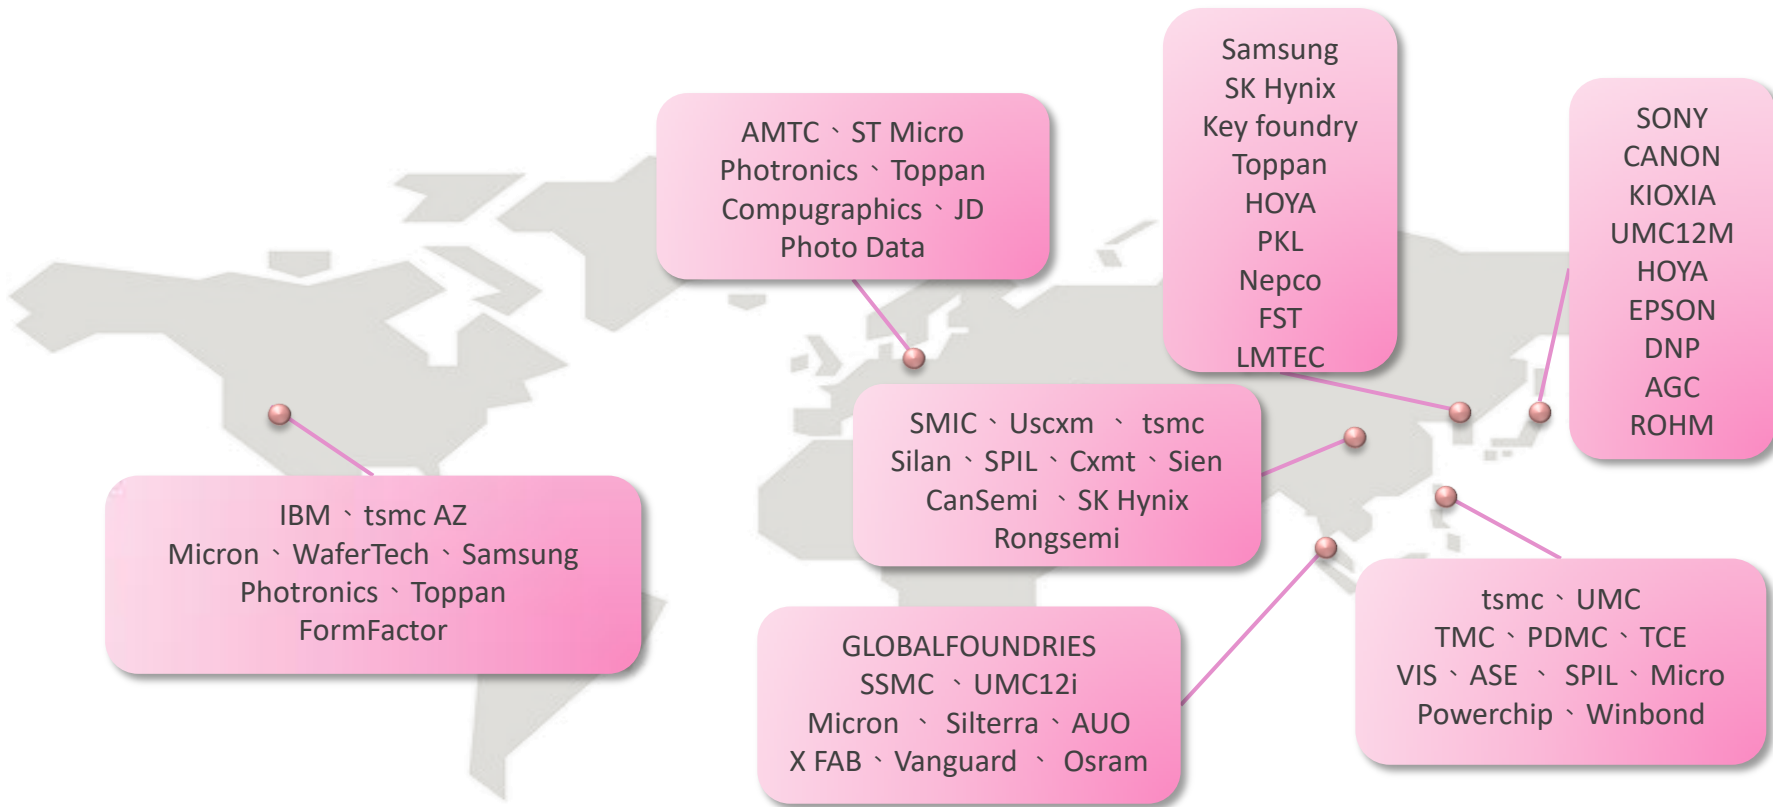 AMTC、ST Micro
Photronics、Toppan
Compugraphics、JD
Photo Data
Samsung
SK Hynix
Key foundry
Toppan
HOYA
PKL
Nepco
FST
LMTEC
SONY
CANON
KIOXIA
UMC12M
HOYA
EPSON
DNP
AGC
ROHM
SMIC、Uscxm 、 tsmc
Silan、SPIL、Cxmt、Sien
CanSemi 、SK Hynix
Rongsemi
IBM、tsmc AZ
Micron、WaferTech、Samsung
Photronics、Toppan
FormFactor
GLOBALFOUNDRIES
SSMC 、UMC12i
Micron 、 Silterra、AUO
X FAB、Vanguard 、 Osram
tsmc、UMC
TMC、PDMC、TCE
VIS、ASE 、 SPIL、Micro
Powerchip、Winbond